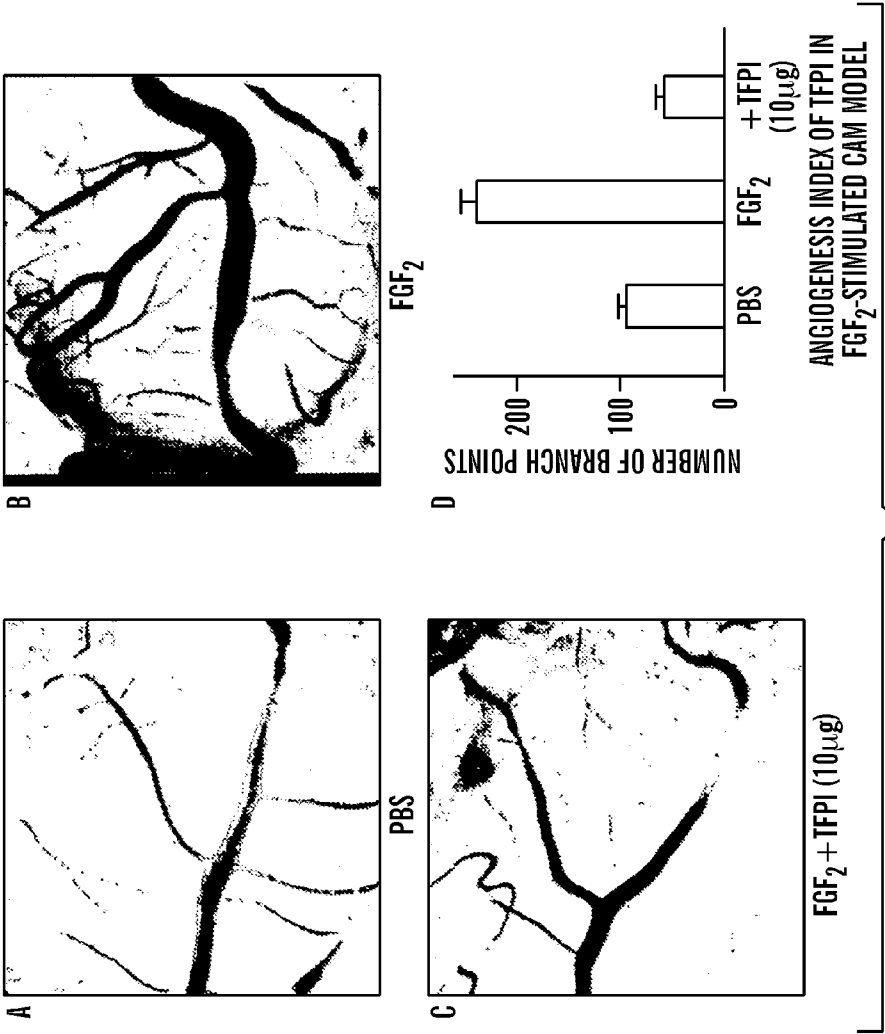 A
PBS
B
FGF2
C
FGF2+TFPI (10µg)
D
NUMBER OF BRANCH POINTS
200
100
0
PBS
FGF2
+TFPI
(10µg)
ANGIOGENESIS INDEX OF TFPI IN
FGF2-STIMULATED CAM MODEL